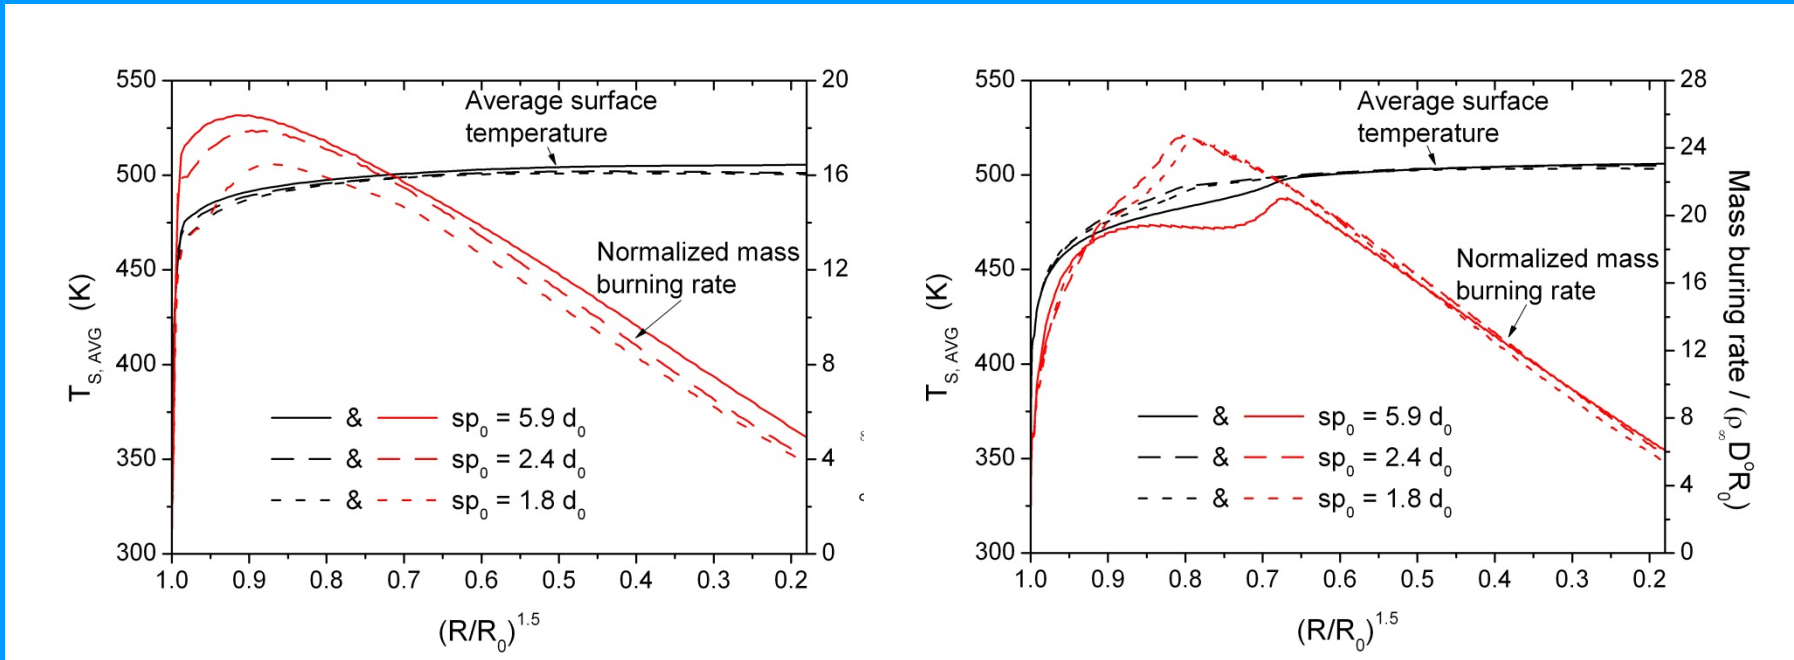 550
500
450
400
350
300
20
16
12
8
4
0
Average surface
temperature
Normalized mass
burning rate
T S, AVG (K)
& sp0 = 5.9 d0
& sp0 = 2.4 d0
& sp0 = 1.8 d0
1.0 0.9 0.8 0.7 0.6 0.5 0.4 0.3 0.2
(R/R0)1.5
550
500
450
400
350
300
28
24
20
16
12
8
4
0
Average surface
temperature
Normalized mass
burning rate
T S, AVG (K)
Mass buring rate / (ρ∞D°R0)
& sp0 = 5.9 d0
& sp0 = 2.4 d0
& sp0 = 1.8 d0
1.0 0.9 0.8 0.7 0.6 0.5 0.4 0.3 0.2
(R/R0)1.5